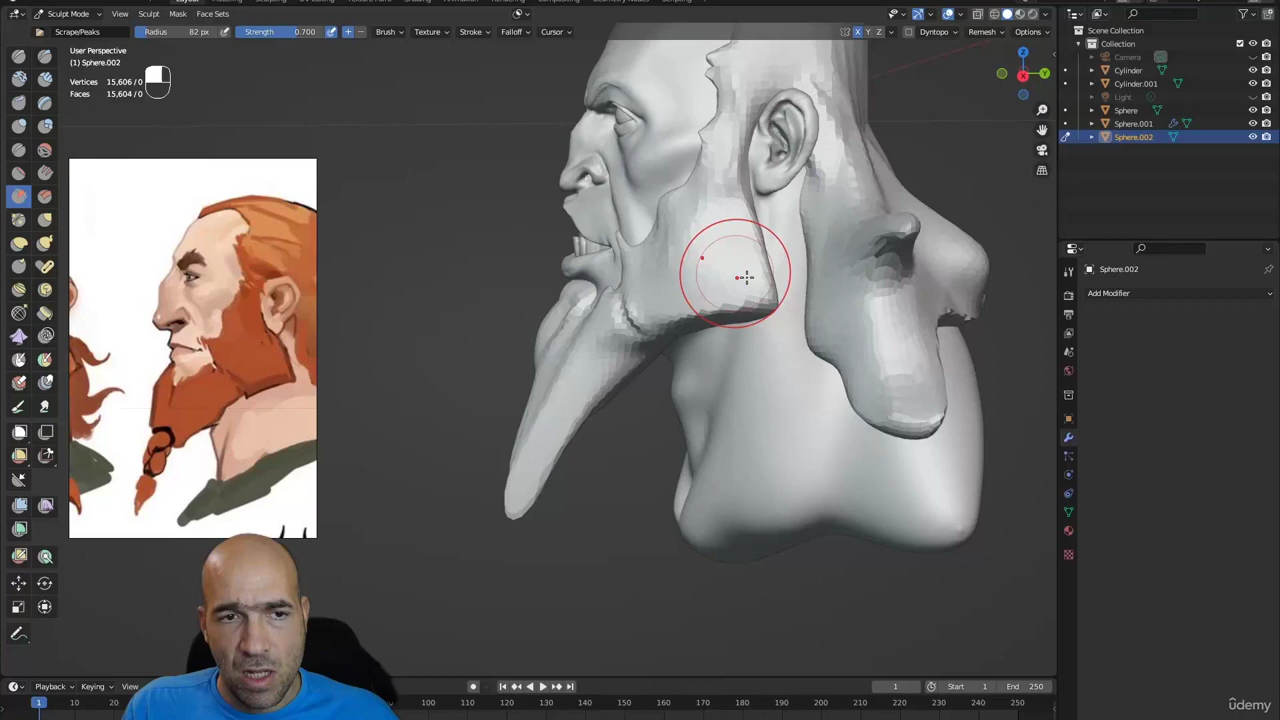 Sculpt Mode View Sculpt Mask Face Sets Options
Scrape/Peaks Radius 82 px Strength 0.700 Brush Texture Stroke Falloff Cursor X Y Z Dyntopo Remesh Options
User Perspective
(1) Sphere.002
Vertices 15,606 / 0
Faces 15,604 / 0
Z
Y
X
Scene Collection
Collection
Camera
Cylinder
Cylinder.001
Light
Sphere
Sphere.001
Sphere.002
Sphere.002
Add Modifier
Playback Keying View 1 Start 1 End 250
1 10 20 100 110 120 130 140 150 160 170 180 190 200 210 220 230 240 250
ûdemy